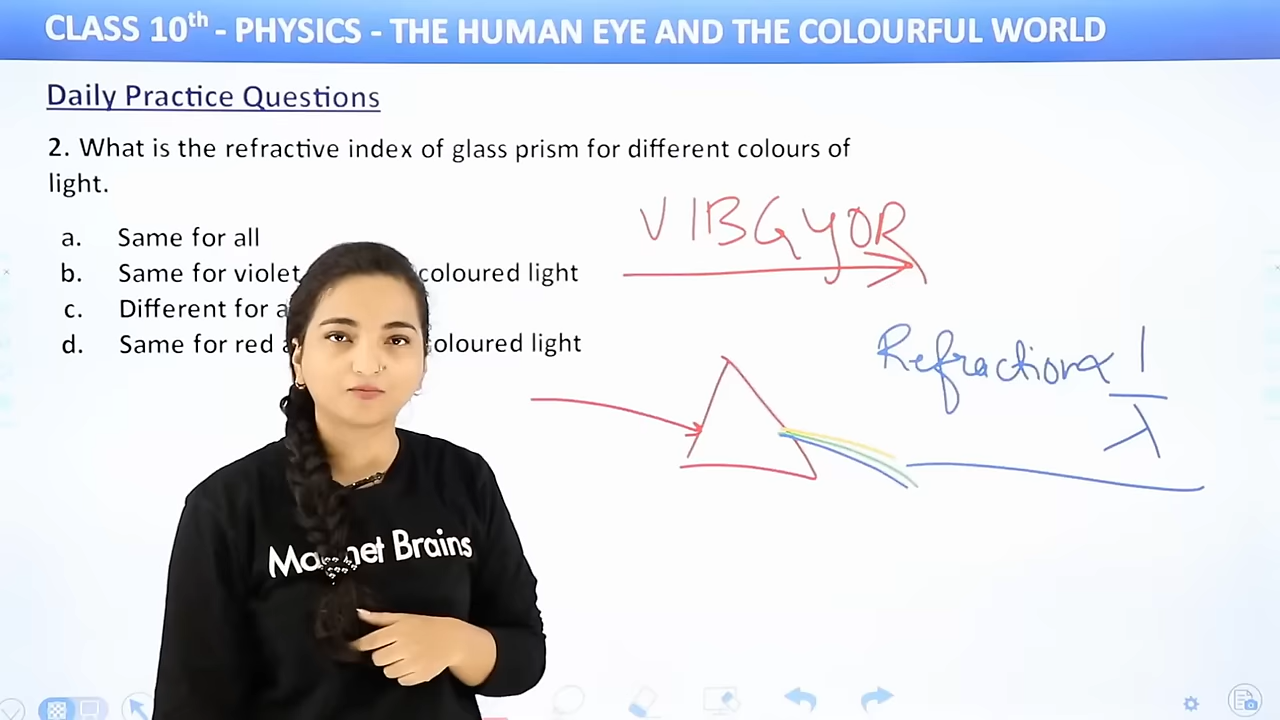 CLASS 10th - PHYSICS - THE HUMAN EYE AND THE COLOURFUL WORLD
Daily Practice Questions
2. What is the refractive index of glass prism for different colours of
light.
a. Same for all
b. Same for violet coloured light
c. Different for
d. Same for red coloured light
VIBGYOR
Refraction ∝ 1
λ
Brains